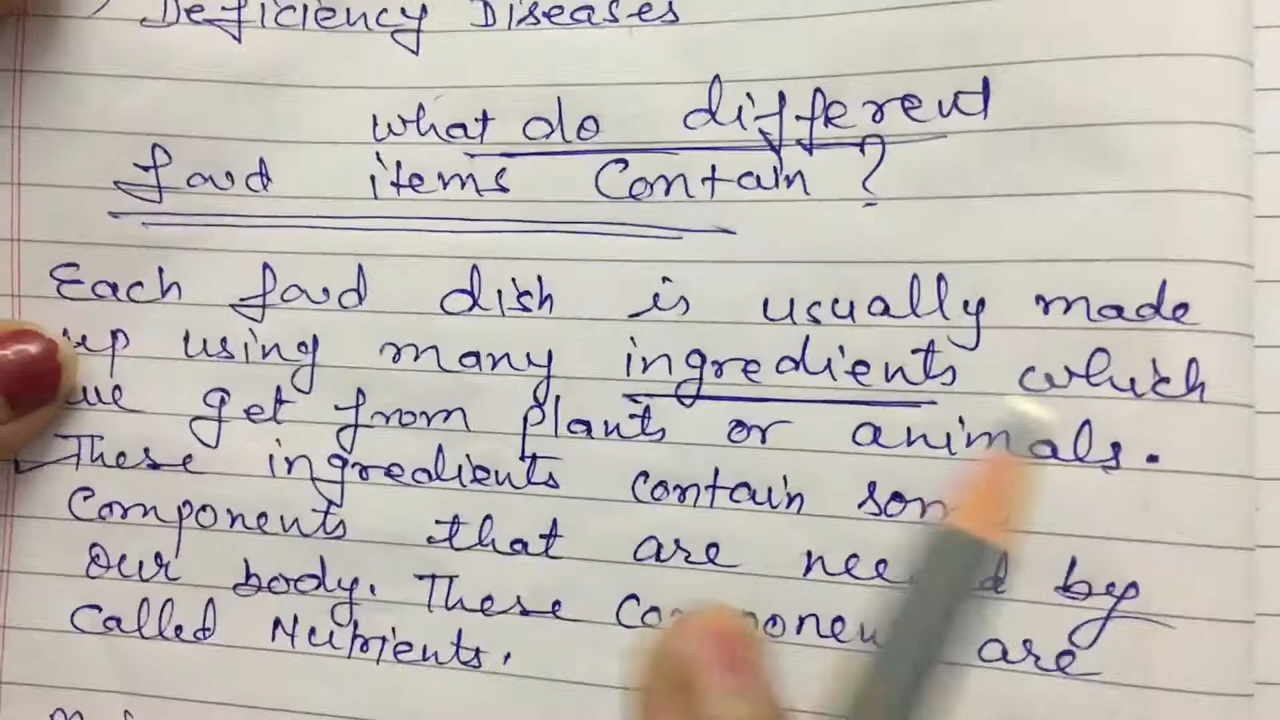 Deficiency Diseases
what do different
food items Contain ?
Each food dish is usually made
up using many ingredients which
we get from plants or animals.
These ingredients contain
Components that are by
Our body. These are
Called Nutrients.